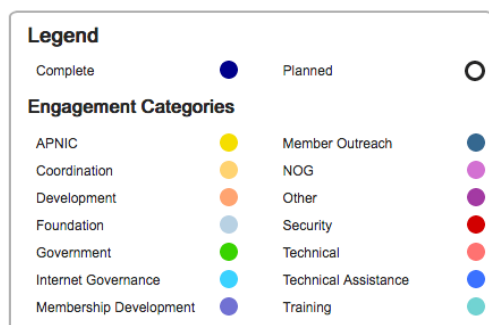 Legend
Complete Planned
Engagement Categories
APNIC Member Outreach
Coordination NOG
Development Other
Foundation Security
Government Technical
Internet Governance Technical Assistance
Membership Development Training